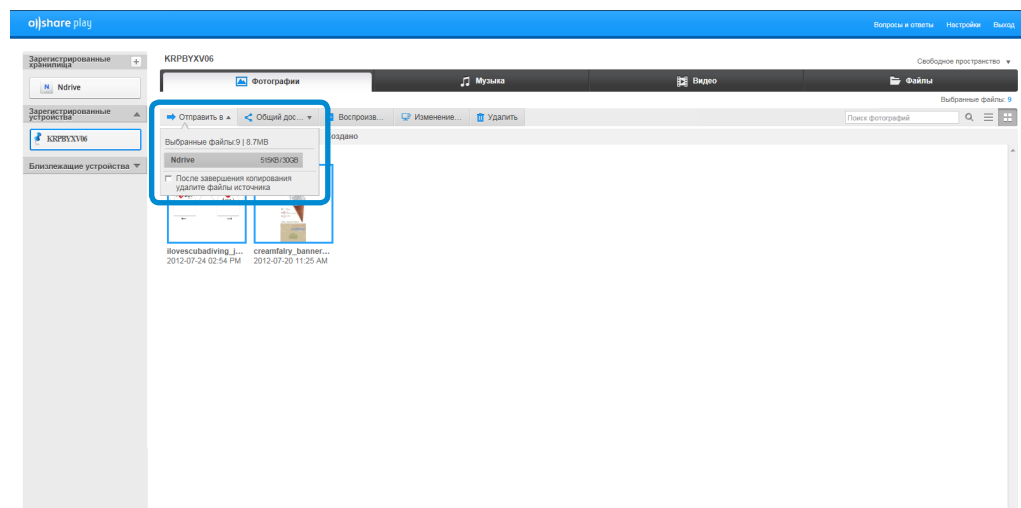 allshare play
Вопросы и ответы Настройки Выход
Зарегистрированные хранилища
N Ndrive
Зарегистрированные устройства
KRPBYXV06
Близлежащие устройства
KRPBYXV06
Свободное пространство
Фотографии Музыка Видео Файлы
Выбранные файлы: 9
Отправить в Общий дос... Воспроизв... Изменение... Удалить
Поиск фотографий
оздано
Выбранные файлы:9 | 8.7MB
Ndrive 515KB/30GB
После завершения копирования
удалите файлы источника
ilovescubadiving_j... creamfalry_banner...
2012-07-24 02:54 PM 2012-07-20 11:25 AM